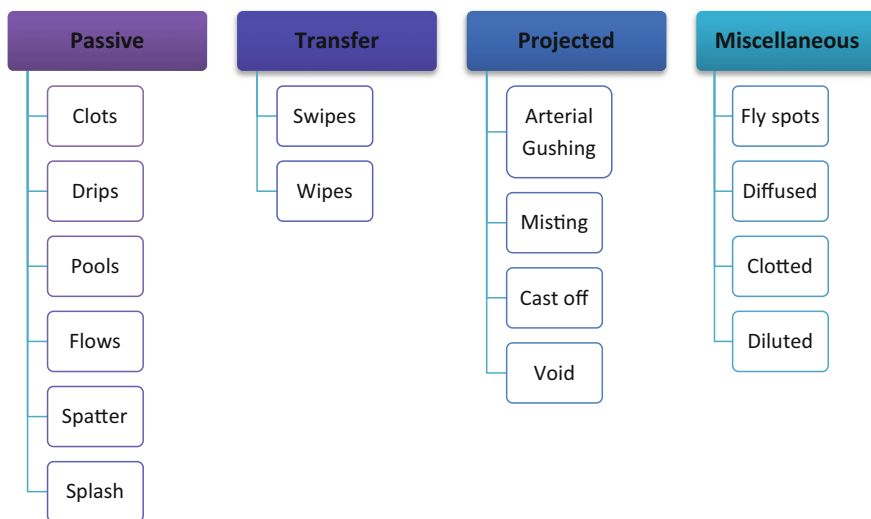 Passive
Clots
Drips
Pools
Flows
Spatter
Splash
Transfer
Swipes
Wipes
Projected
Arterial
Gushing
Misting
Cast off
Void
Miscellaneous
Fly spots
Diffused
Clotted
Diluted